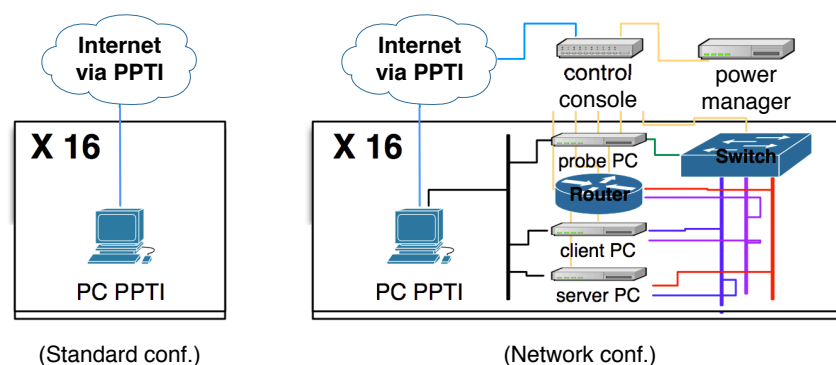 Internet
via PPTI
X 16
PC PPTI
(Standard conf.)
Internet
via PPTI
control
console
power
manager
X 16
probe PC
Switch
Router
client PC
PC PPTI
server PC
(Network conf.)